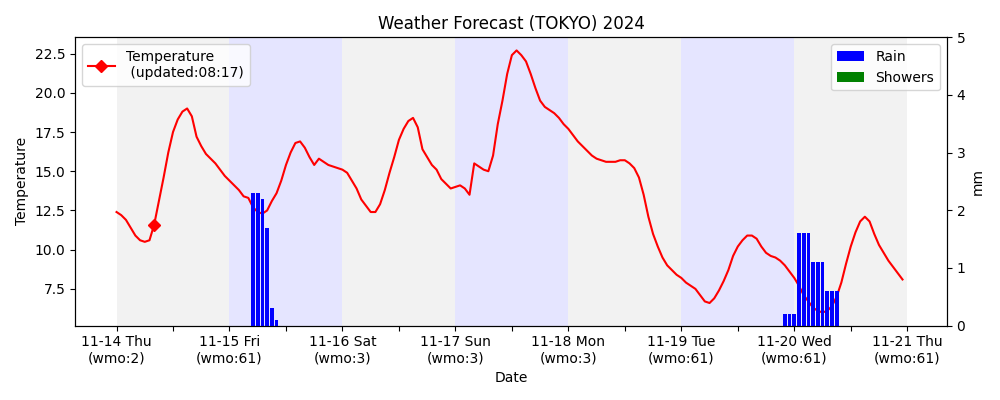 Weather Forecast (TOKYO) 2024
Temperature
(updated:08:17)
Rain
Showers
Temperature
22.5
20.0
17.5
15.0
12.5
10.0
7.5
5
4
3
2
1
0
mm
11-14 Thu
(wmo:2)
11-15 Fri
(wmo:61)
11-16 Sat
(wmo:3)
11-17 Sun
(wmo:3)
11-18 Mon
(wmo:3)
11-19 Tue
(wmo:61)
11-20 Wed
(wmo:61)
11-21 Thu
(wmo:61)
Date